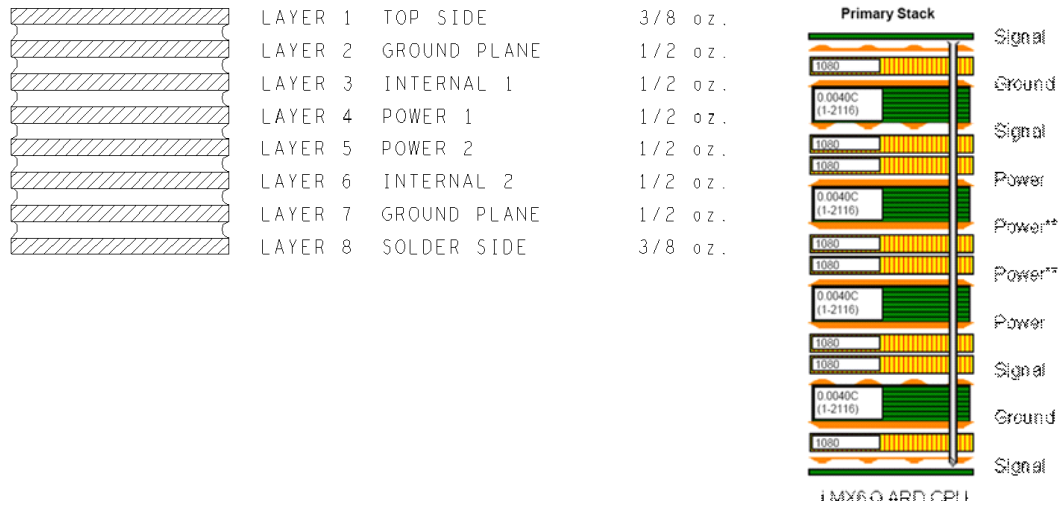 LAYER 1 TOP SIDE 3/8 oz.
LAYER 2 GROUND PLANE 1/2 oz.
LAYER 3 INTERNAL 1 1/2 oz.
LAYER 4 POWER 1 1/2 oz.
LAYER 5 POWER 2 1/2 oz.
LAYER 6 INTERNAL 2 1/2 oz.
LAYER 7 GROUND PLANE 1/2 oz.
LAYER 8 SOLDER SIDE 3/8 oz.
Primary Stack
Signal
1080
Ground
0.0040C
(1-2116)
Signal
1080
1080
Power
0.0040C
(1-2116)
Power**
1080
1080
Power**
0.0040C
(1-2116)
Power
1080
1080
Signal
0.0040C
(1-2116)
Ground
1080
Signal
i.MX6 Q ARD CPU